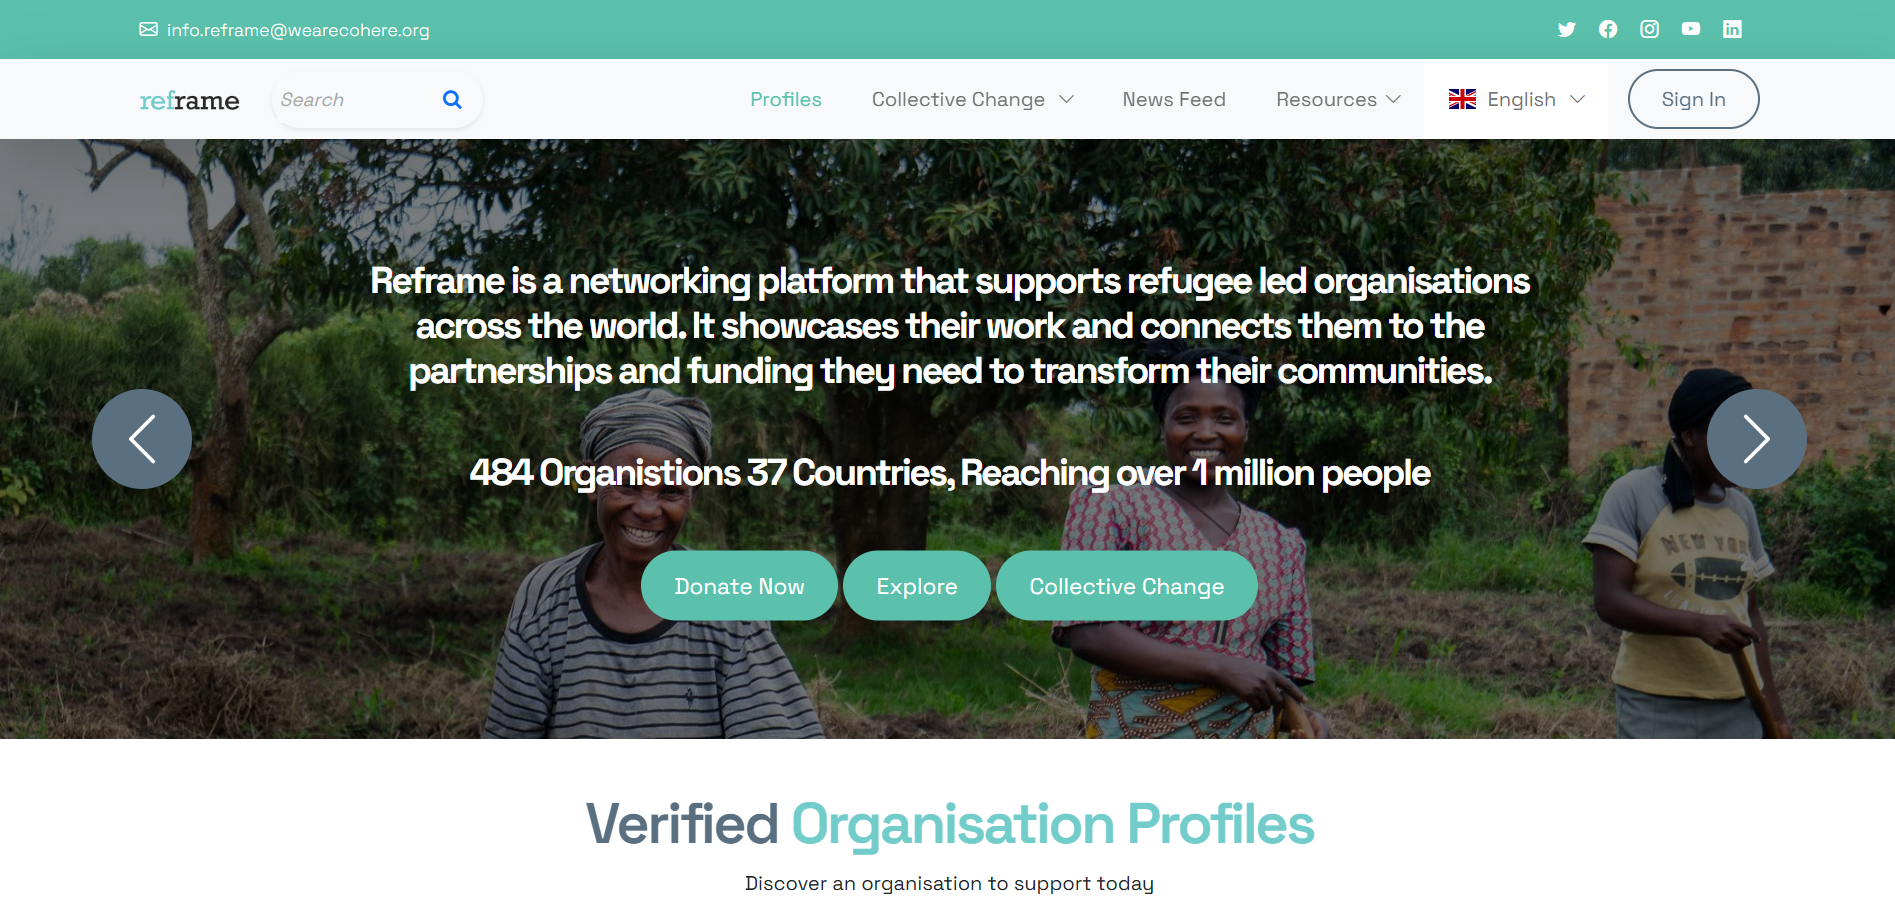 info.reframe@wearecohere.org
reframe
Search
Profiles
Collective Change
News Feed
Resources
English
Sign In
Reframe is a networking platform that supports refugee led organisations
across the world. It showcases their work and connects them to the
partnerships and funding they need to transform their communities.
484 Organistions 37 Countries, Reaching over 1 million people
NEW YORK
Donate Now
Explore
Collective Change
Verified Organisation Profiles
Discover an organisation to support today